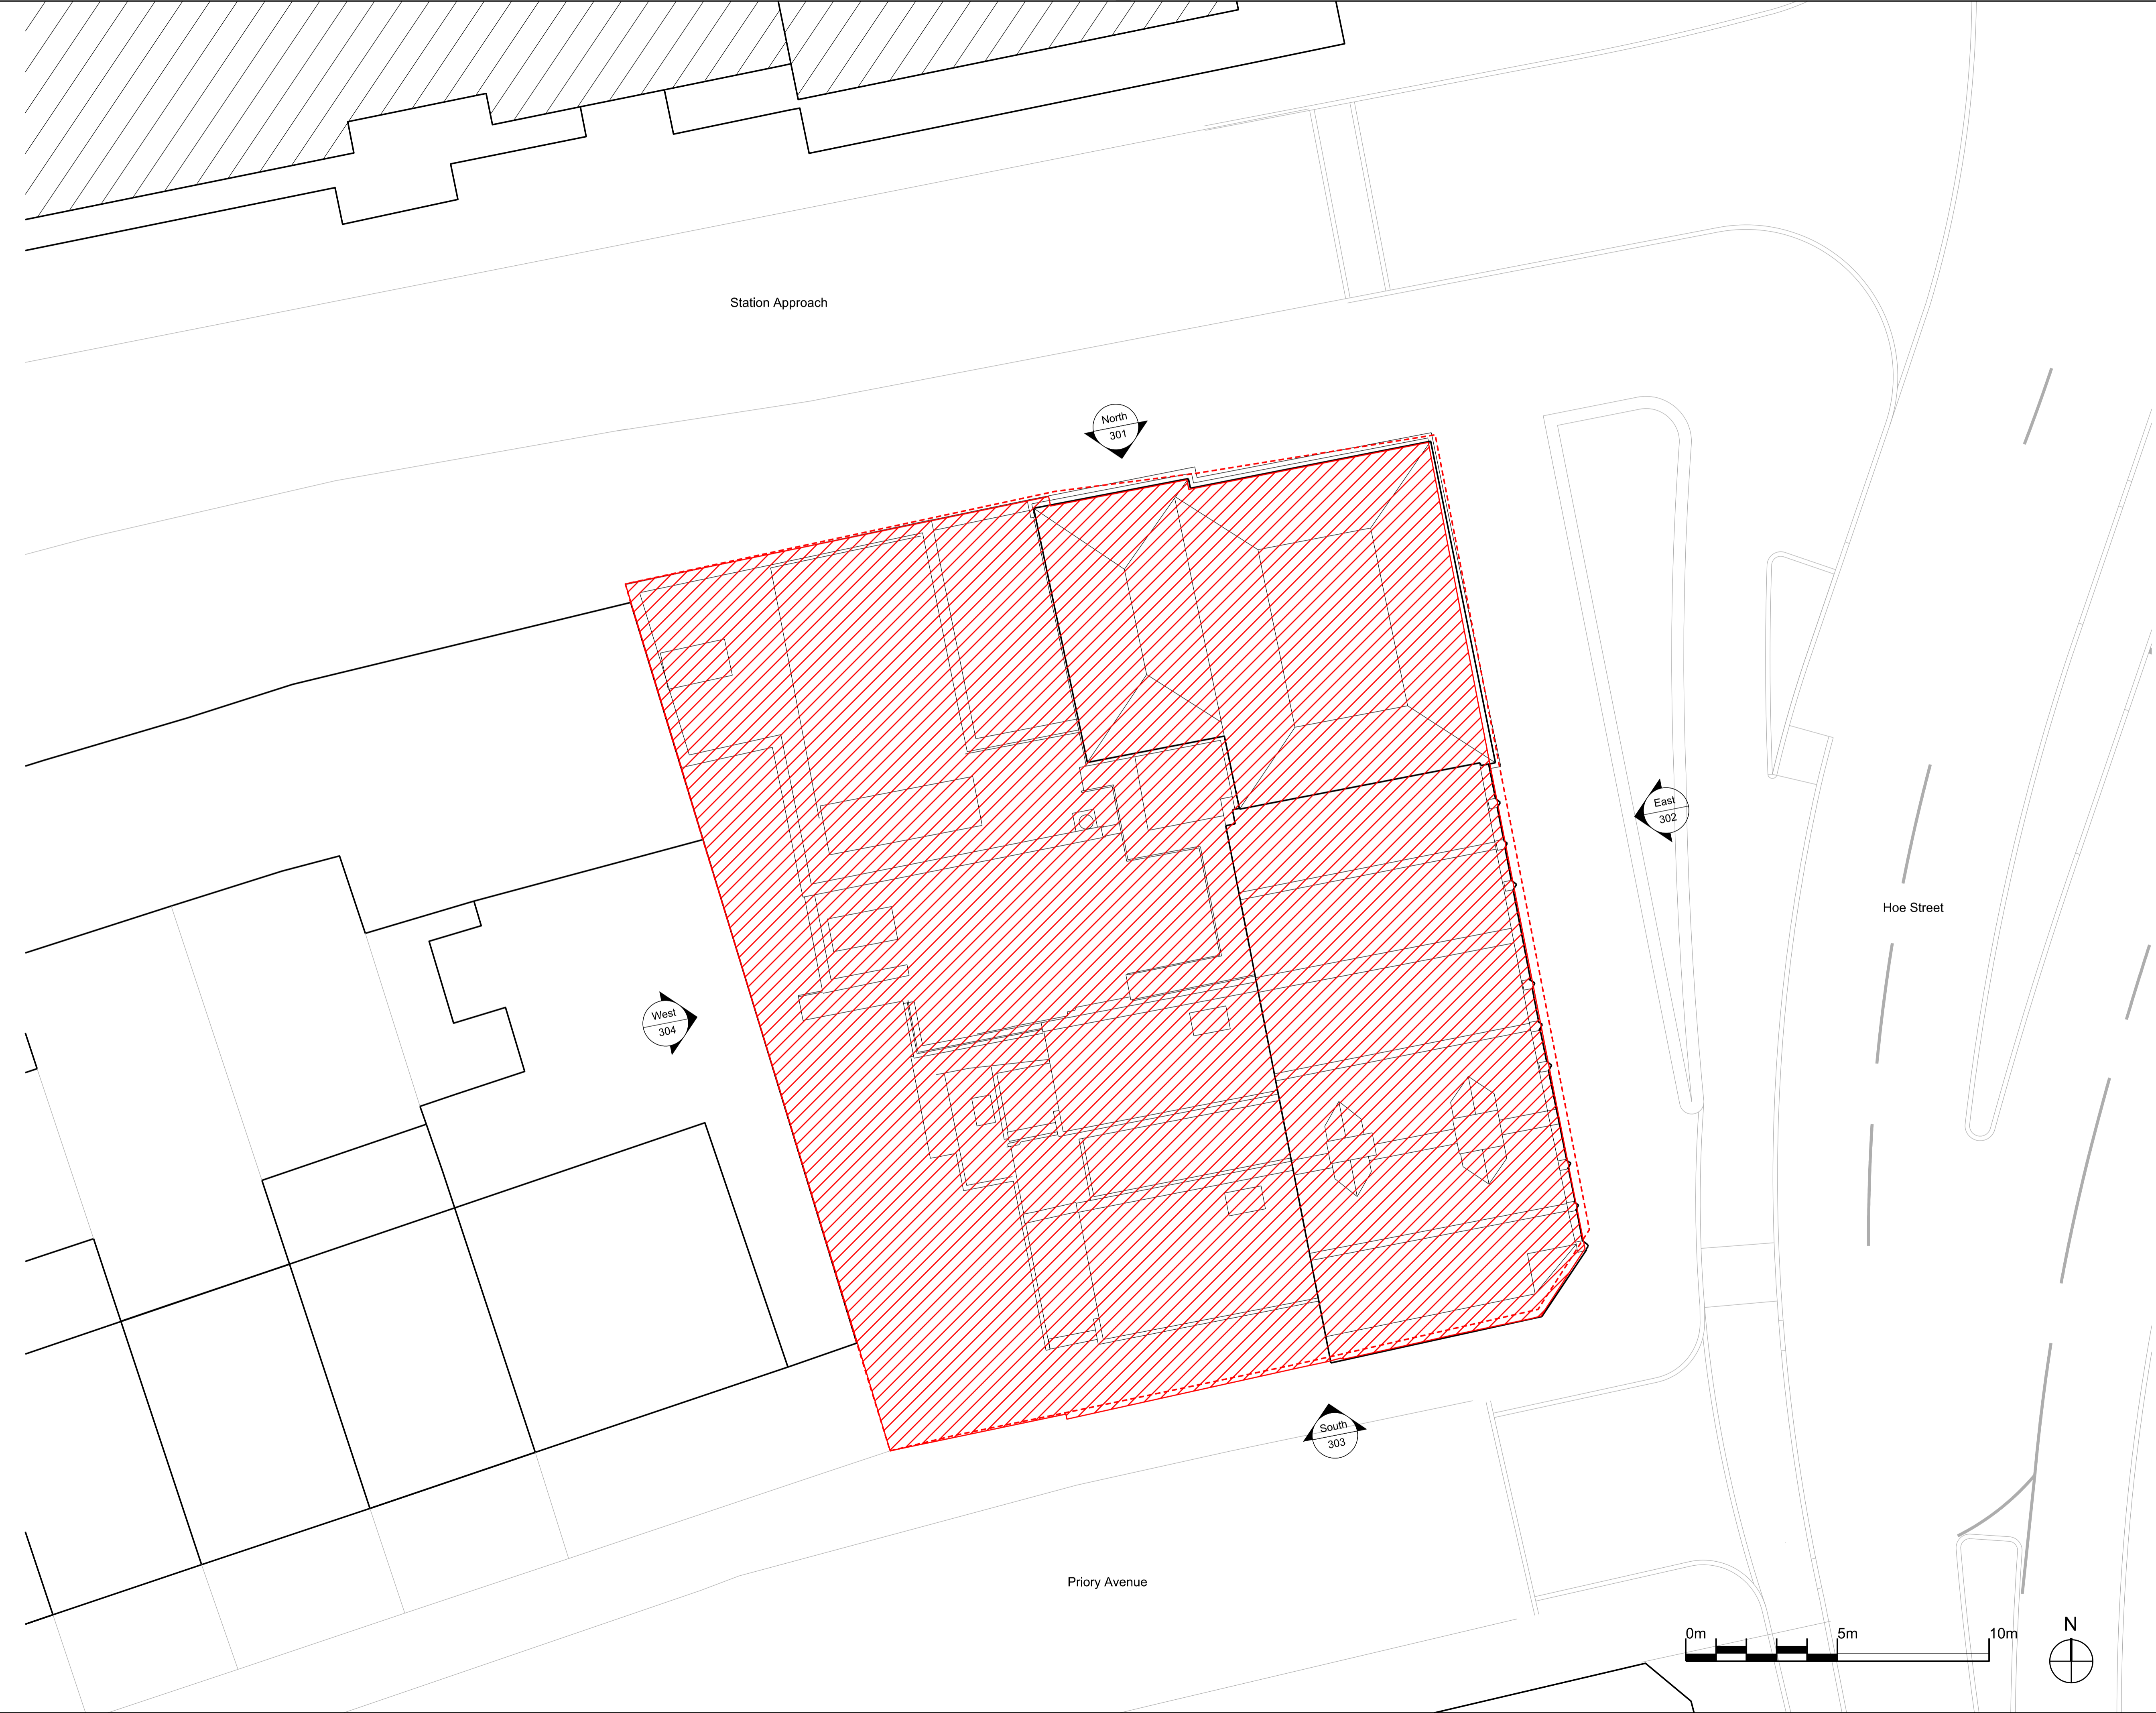 Station Approach
North
301
East
302
Hoe Street
West
304
South
303
Priory Avenue
N
0m
5m
10m